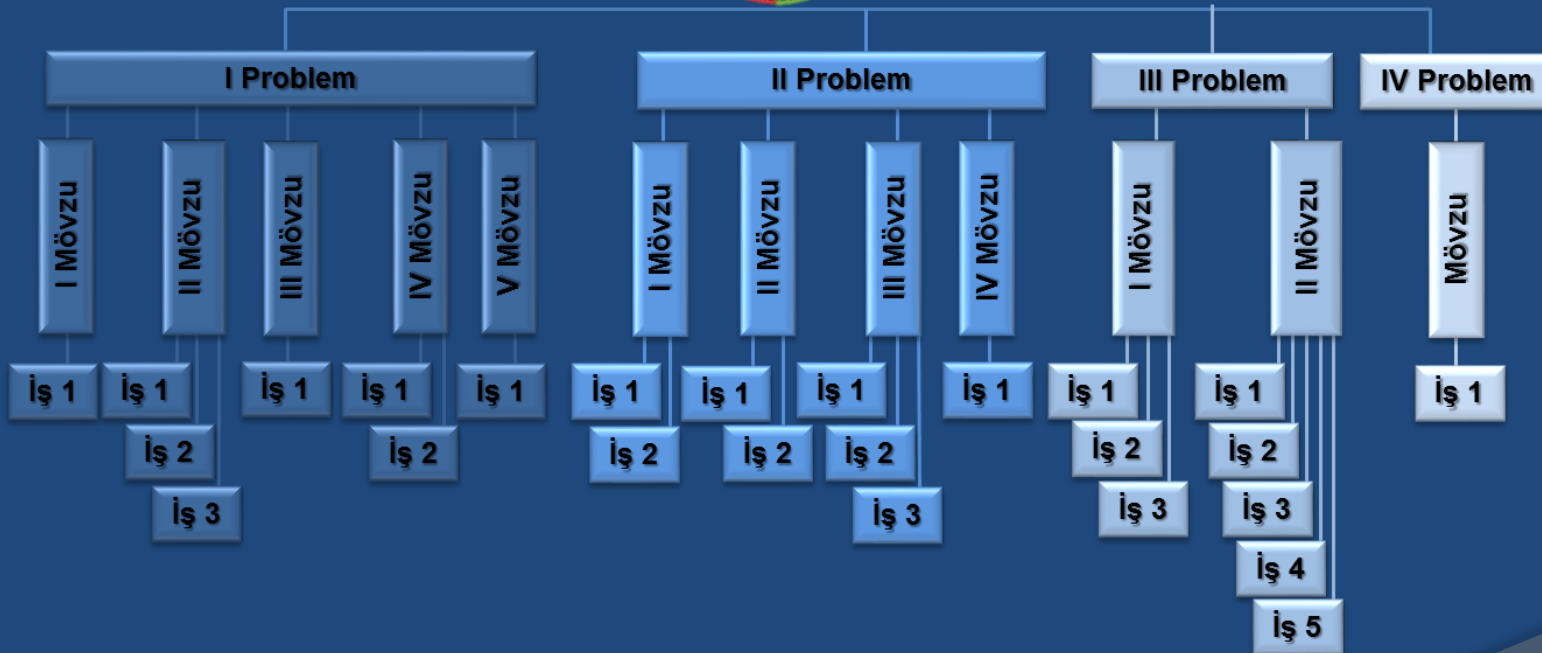 I Problem
II Problem
III Problem
IV Problem
I Mövzu
II Mövzu
III Mövzu
IV Mövzu
V Mövzu
I Mövzu
II Mövzu
III Mövzu
IV Mövzu
I Mövzu
II Mövzu
Mövzu
İş 1
İş 1
İş 1
İş 1
İş 1
İş 1
İş 1
İş 1
İş 1
İş 1
İş 1
İş 1
İş 2
İş 2
İş 2
İş 2
İş 2
İş 2
İş 2
İş 3
İş 3
İş 3
İş 3
İş 4
İş 5